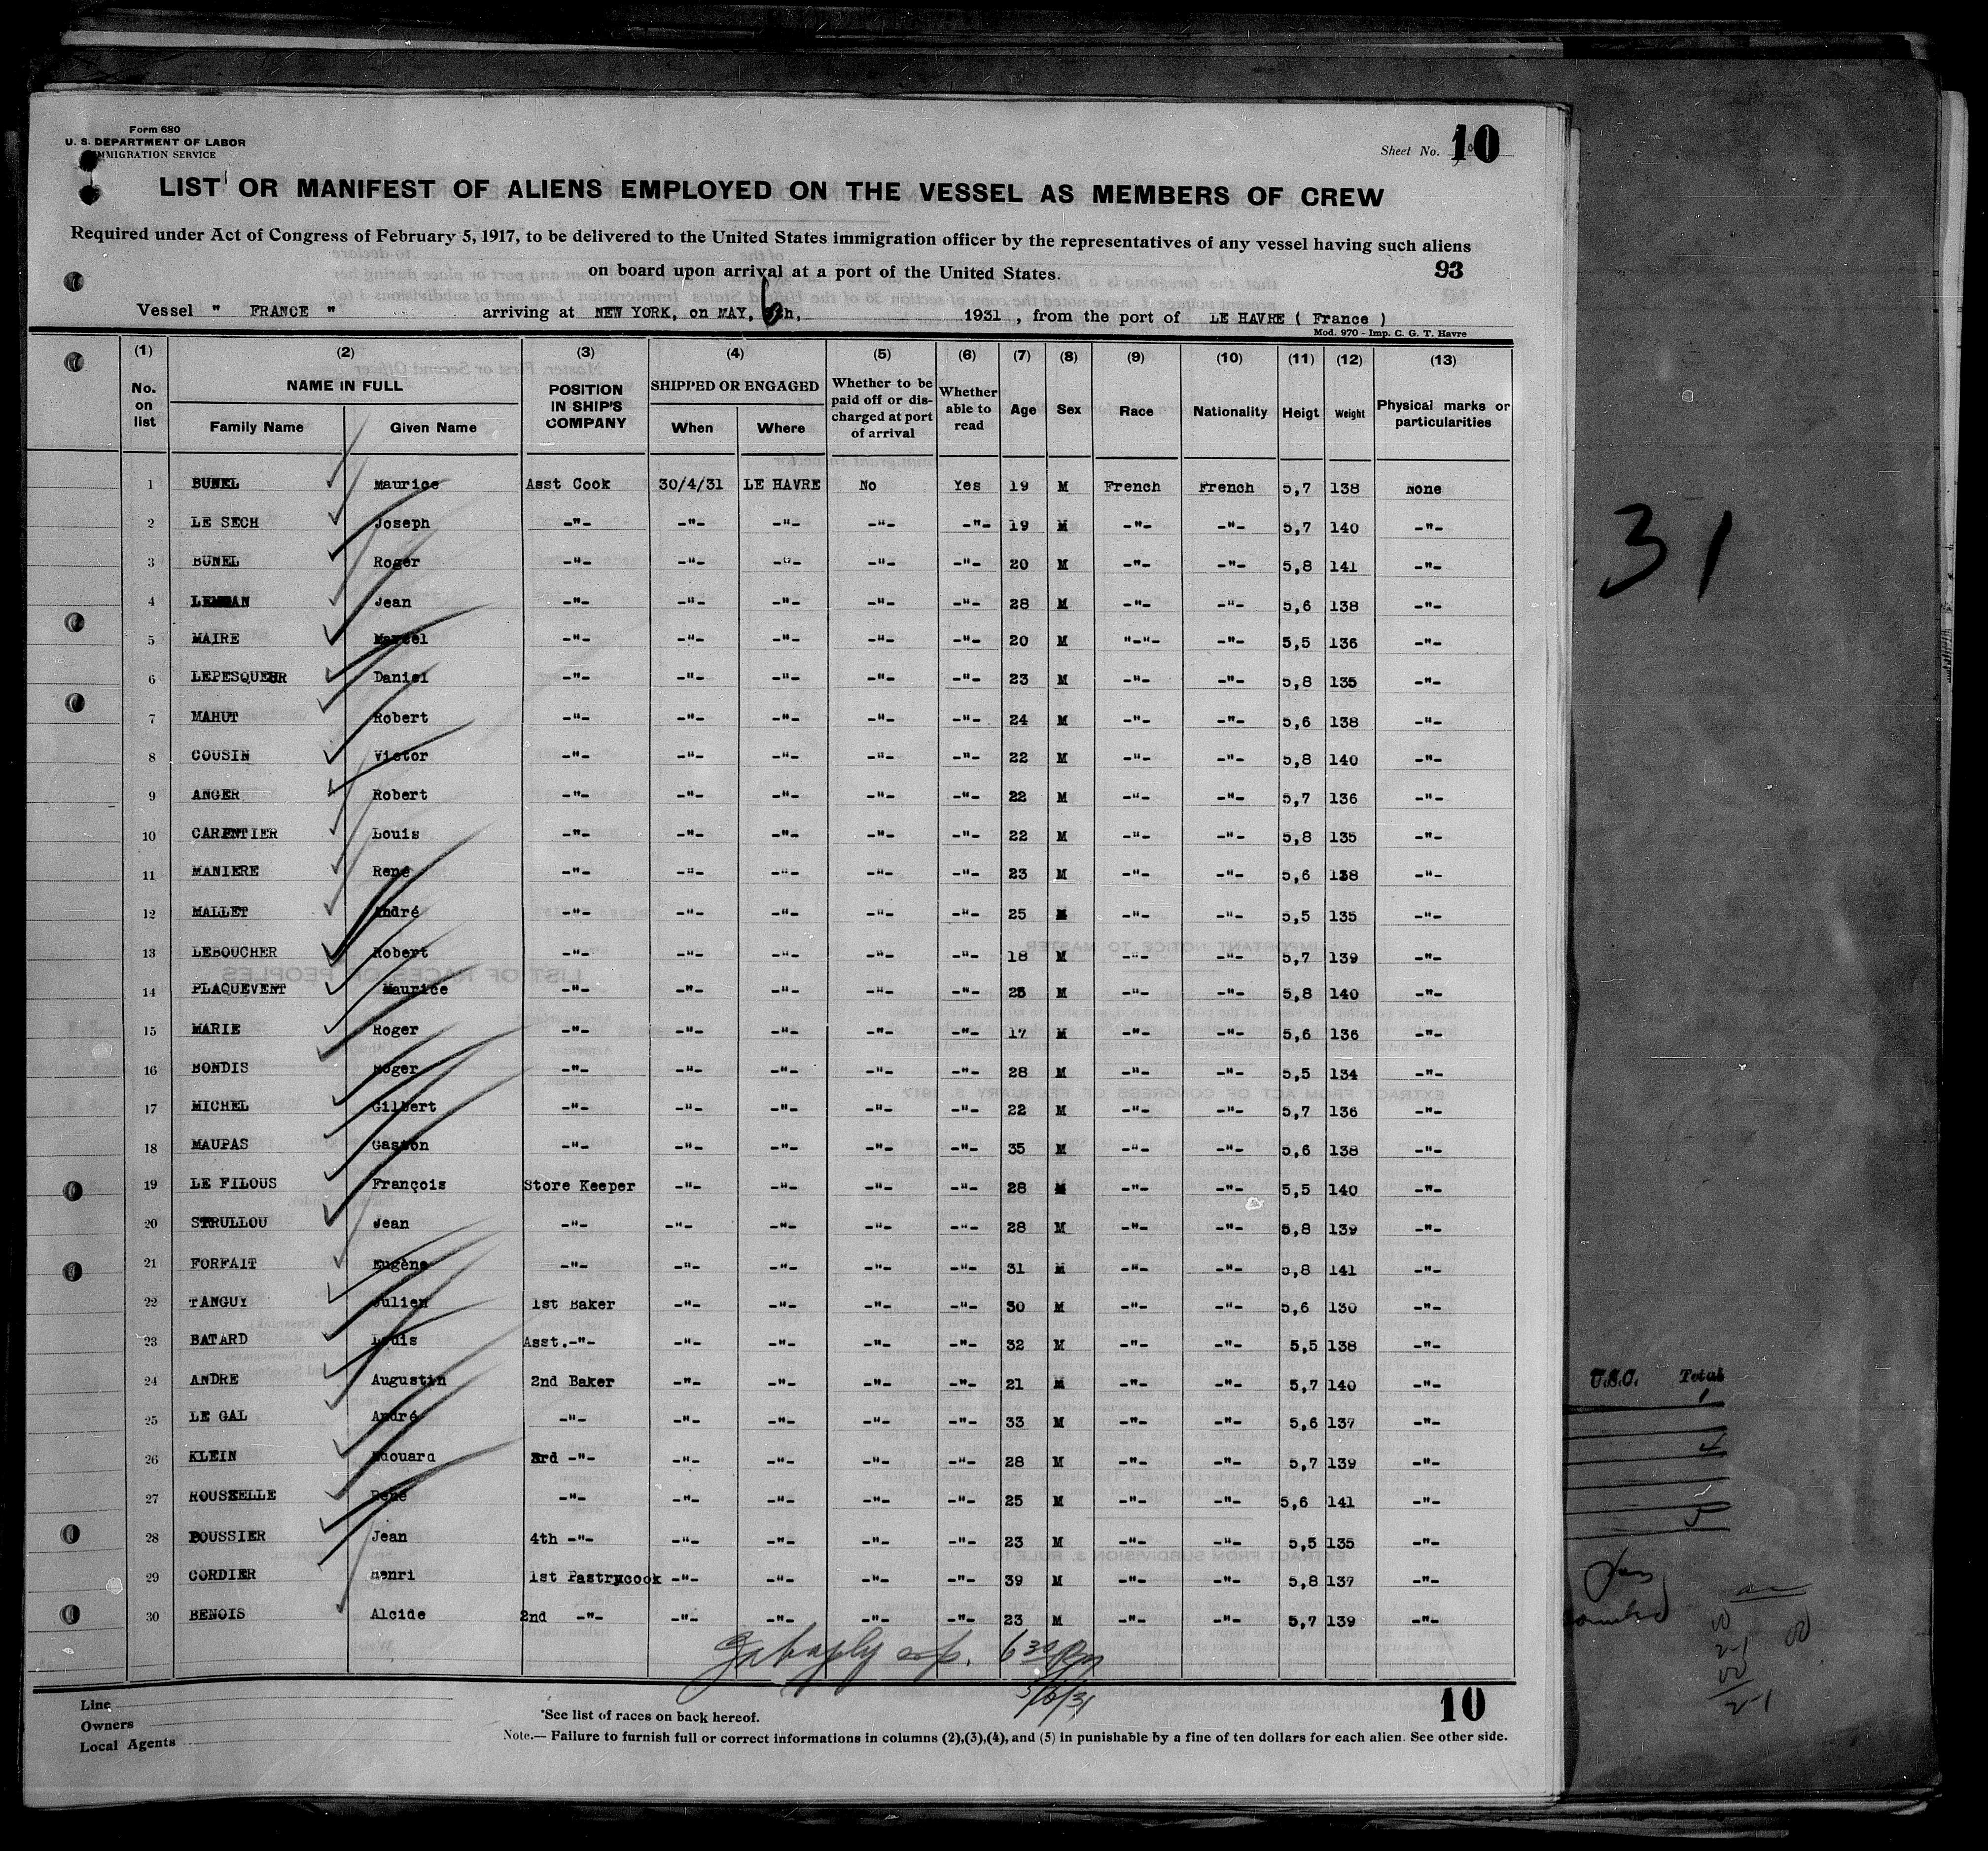 Form 680
U. S. DEPARTMENT OF LABOR
IMMIGRATION SERVICE
Sheet No. 10
LIST OR MANIFEST OF ALIENS EMPLOYED ON THE VESSEL AS MEMBERS OF CREW
Required under Act of Congress of February 5, 1917, to be delivered to the United States immigration officer by the representatives of any vessel having such aliens
on board upon arrival at a port of the United States.
93
Vessel " FRANCE " arriving at NEW YORK, on MAY, 6th, 1931, from the port of LE HAVRE ( France )
Mod. 970 - Imp. C. G. T. Havre
(1) (2) (3) (4) (5) (6) (7) (8) (9) (10) (11) (12) (13)
No. on list NAME IN FULL Family Name Given Name POSITION IN SHIP'S COMPANY SHIPPED OR ENGAGED When Where Whether to be paid off or discharged at port of arrival Whether able to read Age Sex Race Nationality Heigt Weight Physical marks or particularities
1 BUNEL Maurice Asst Cook 30/4/31 LE HAVRE No Yes 19 M French French 5,7 138 None
2 LE SECH Joseph -"- -"- -"- -"- -"- 19 M -"- -"- 5,7 140 -"-
3 BUNEL Roger -"- -"- -"- -"- -"- 20 M -"- -"- 5,8 141 -"-
4 Jean -"- -"- -"- -"- -"- 28 M -"- -"- 5,6 138 -"-
5 MAIRE Marcel -"- -"- -"- -"- -"- 20 M "-"- -"- 5,5 136 -"-
6 LEPESQUEUR Daniel -"- -"- -"- -"- -"- 23 M -"- -"- 5,8 135 -"-
7 MAHUT Robert -"- -"- -"- -"- -"- 24 M -"- -"- 5,6 138 -"-
8 COUSIN Victor -"- -"- -"- -"- -"- 22 M -"- -"- 5,8 140 -"-
9 ANGER Robert -"- -"- -"- -"- -"- 22 M -"- -"- 5,7 136 -"-
10 CARENTIER Louis -"- -"- -"- -"- -"- 22 M -"- -"- 5,8 135 -"-
11 MANIERE René -"- -"- -"- -"- -"- 23 M -"- -"- 5,6 138 -"-
12 MALLET André -"- -"- -"- -"- -"- 25 M -"- -"- 5,5 135 -"-
13 LEBOUCHER Robert -"- -"- -"- -"- -"- 18 M -"- -"- 5,7 139 -"-
14 PLAQUEVENT Maurice -"- -"- -"- -"- -"- 25 M -"- -"- 5,8 140 -"-
15 MARIE Roger -"- -"- -"- -"- -"- 17 M -"- -"- 5,6 136 -"-
16 BONDIS Roger -"- -"- -"- -"- -"- 28 M -"- -"- 5,5 134 -"-
17 MICHEL Gilbert -"- -"- -"- -"- -"- 22 M -"- -"- 5,7 136 -"-
18 MAUPAS Gaston -"- -"- -"- -"- -"- 35 M -"- -"- 5,6 138 -"-
19 LE FILOUS François Store Keeper -"- -"- -"- -"- 28 M -"- -"- 5,5 140 -"-
20 STRULLOU Jean -"- -"- -"- -"- -"- 28 M -"- -"- 5,8 139 -"-
21 FORFAIT Eugène -"- -"- -"- -"- -"- 31 M -"- -"- 5,8 141 -"-
22 TANGUY Julien 1st Baker -"- -"- -"- -"- 30 M -"- -"- 5,6 130 -"-
23 BATARD Louis Asst.-"- -"- -"- -"- -"- 32 M -"- -"- 5,5 138 -"-
24 ANDRE Augustin 2nd Baker -"- -"- -"- -"- 21 M -"- -"- 5,7 140 -"-
25 LE GAL André -"- -"- -"- -"- -"- 33 M -"- -"- 5,6 137 -"-
26 KLEIN Edouard 3rd -"- -"- -"- -"- -"- 28 M -"- -"- 5,7 139 -"-
27 ROUSSELLE René -"- -"- -"- -"- -"- 25 M -"- -"- 5,6 141 -"-
28 POUSSIER Jean 4th -"- -"- -"- -"- -"- 23 M -"- -"- 5,5 135 -"-
29 CORDIER Henri 1st Pastrycook -"- -"- -"- -"- 39 M -"- -"- 5,8 137 -"-
30 BENOIS Alcide 2nd -"- -"- -"- -"- -"- 23 M -"- -"- 5,7 139 -"-
6 30 Pm
5/6/31
Line
Owners
Local Agents
*See list of races on back hereof.
10
Note.— Failure to furnish full or correct informations in columns (2),(3),(4), and (5) in punishable by a fine of ten dollars for each alien. See other side.
31
U.S.C. Total